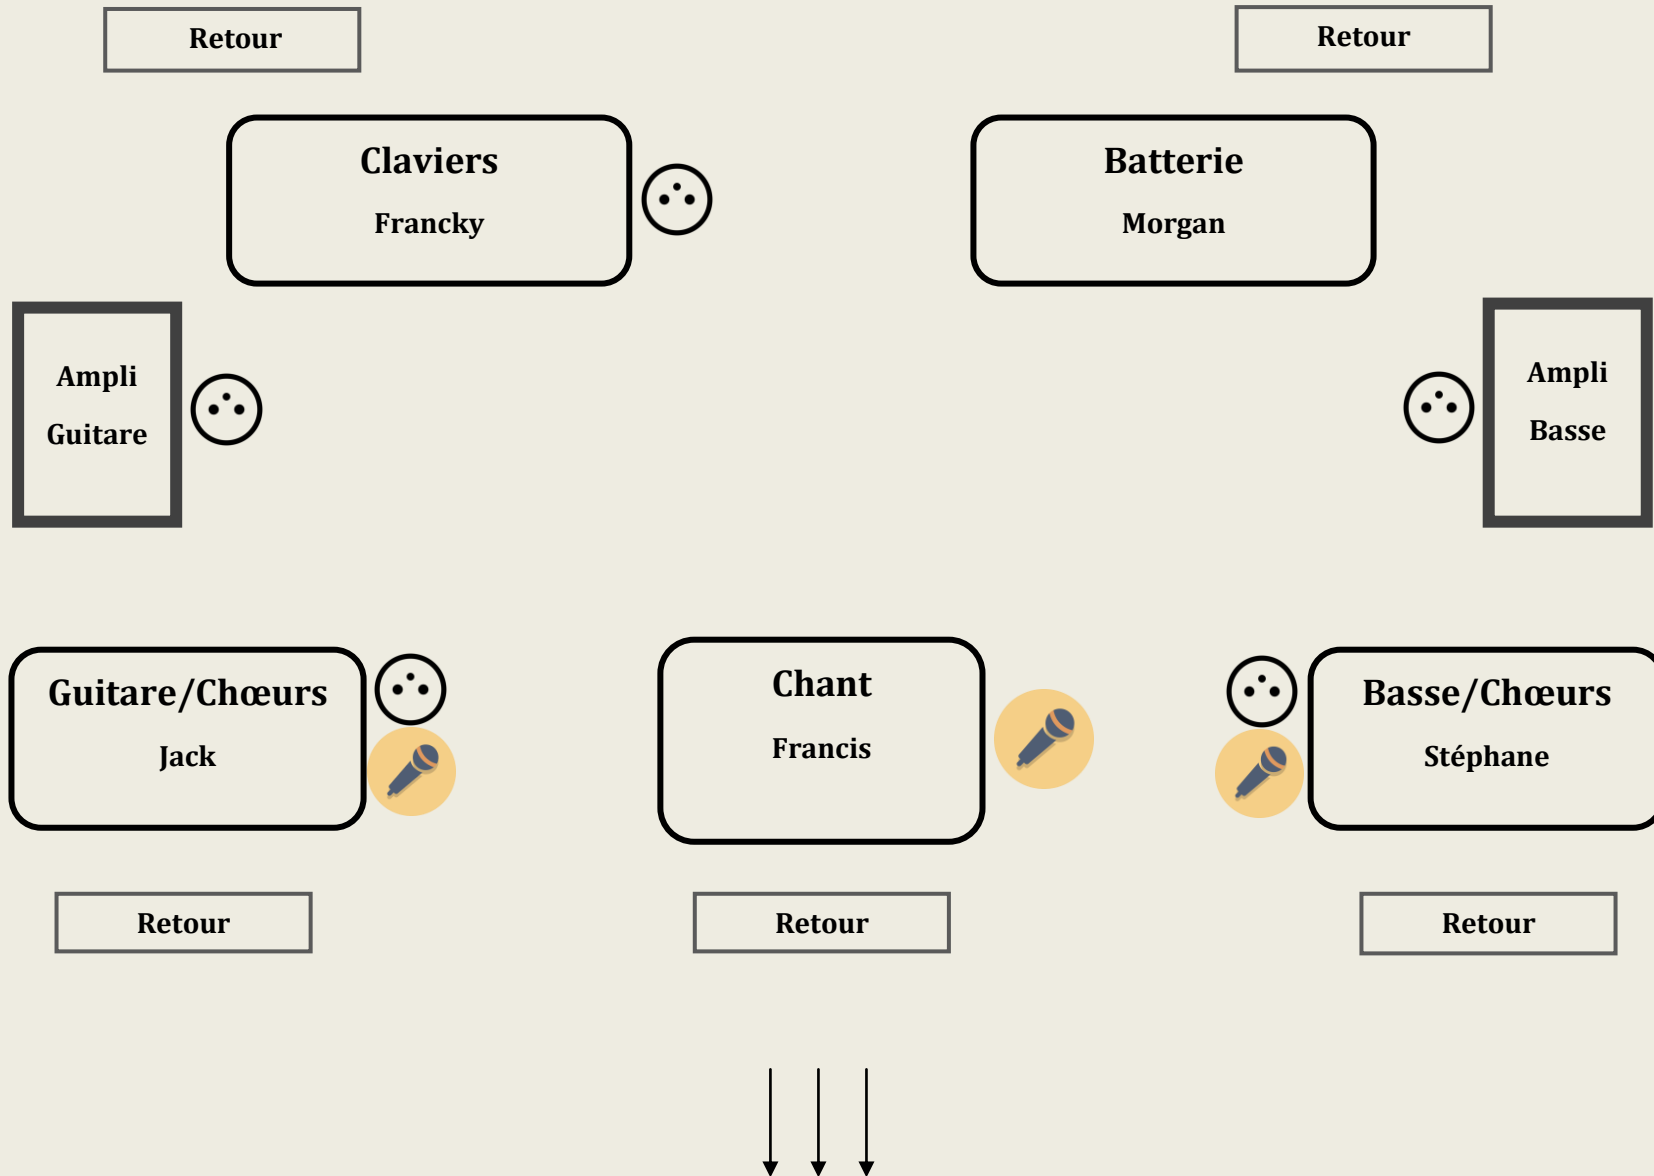 Retour
Retour
Claviers
Francky
Batterie
Morgan
Ampli
Guitare
Ampli
Basse
Guitare/Chœurs
Jack
Chant
Francis
Basse/Chœurs
Stéphane
Retour
Retour
Retour